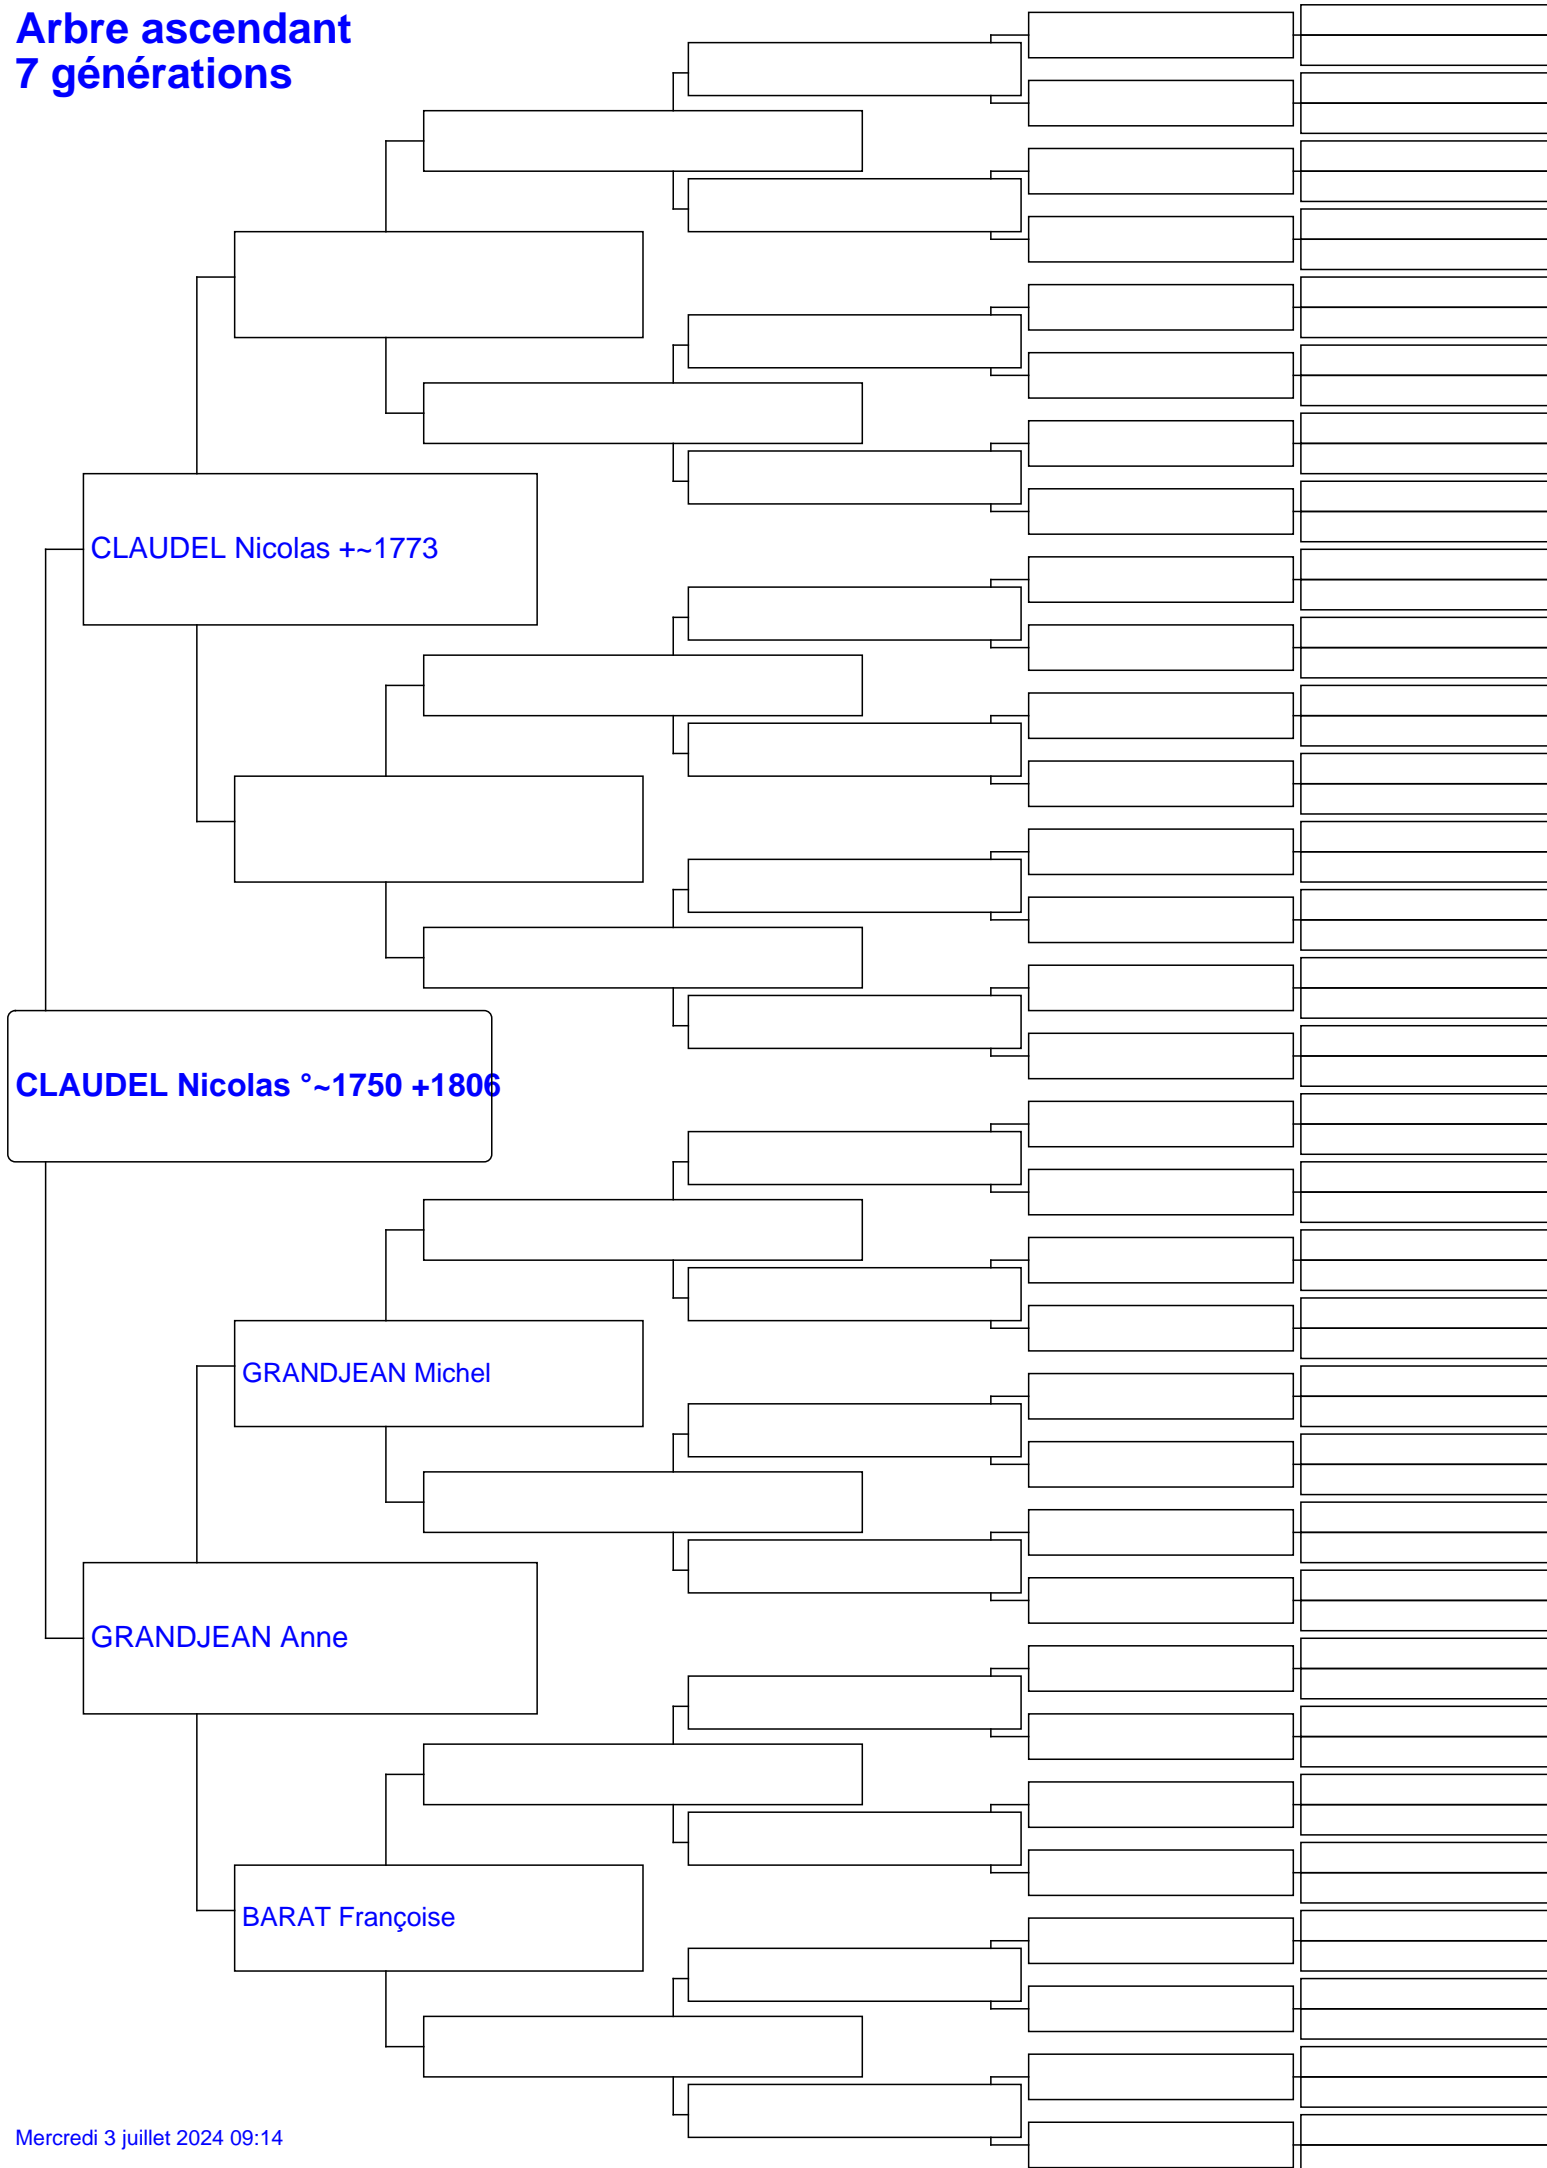 Arbre ascendant
7 générations
CLAUDEL Nicolas +~1773
CLAUDEL Nicolas °~1750 +1806
GRANDJEAN Michel
GRANDJEAN Anne
BARAT Françoise
Mercredi 3 juillet 2024 09:14